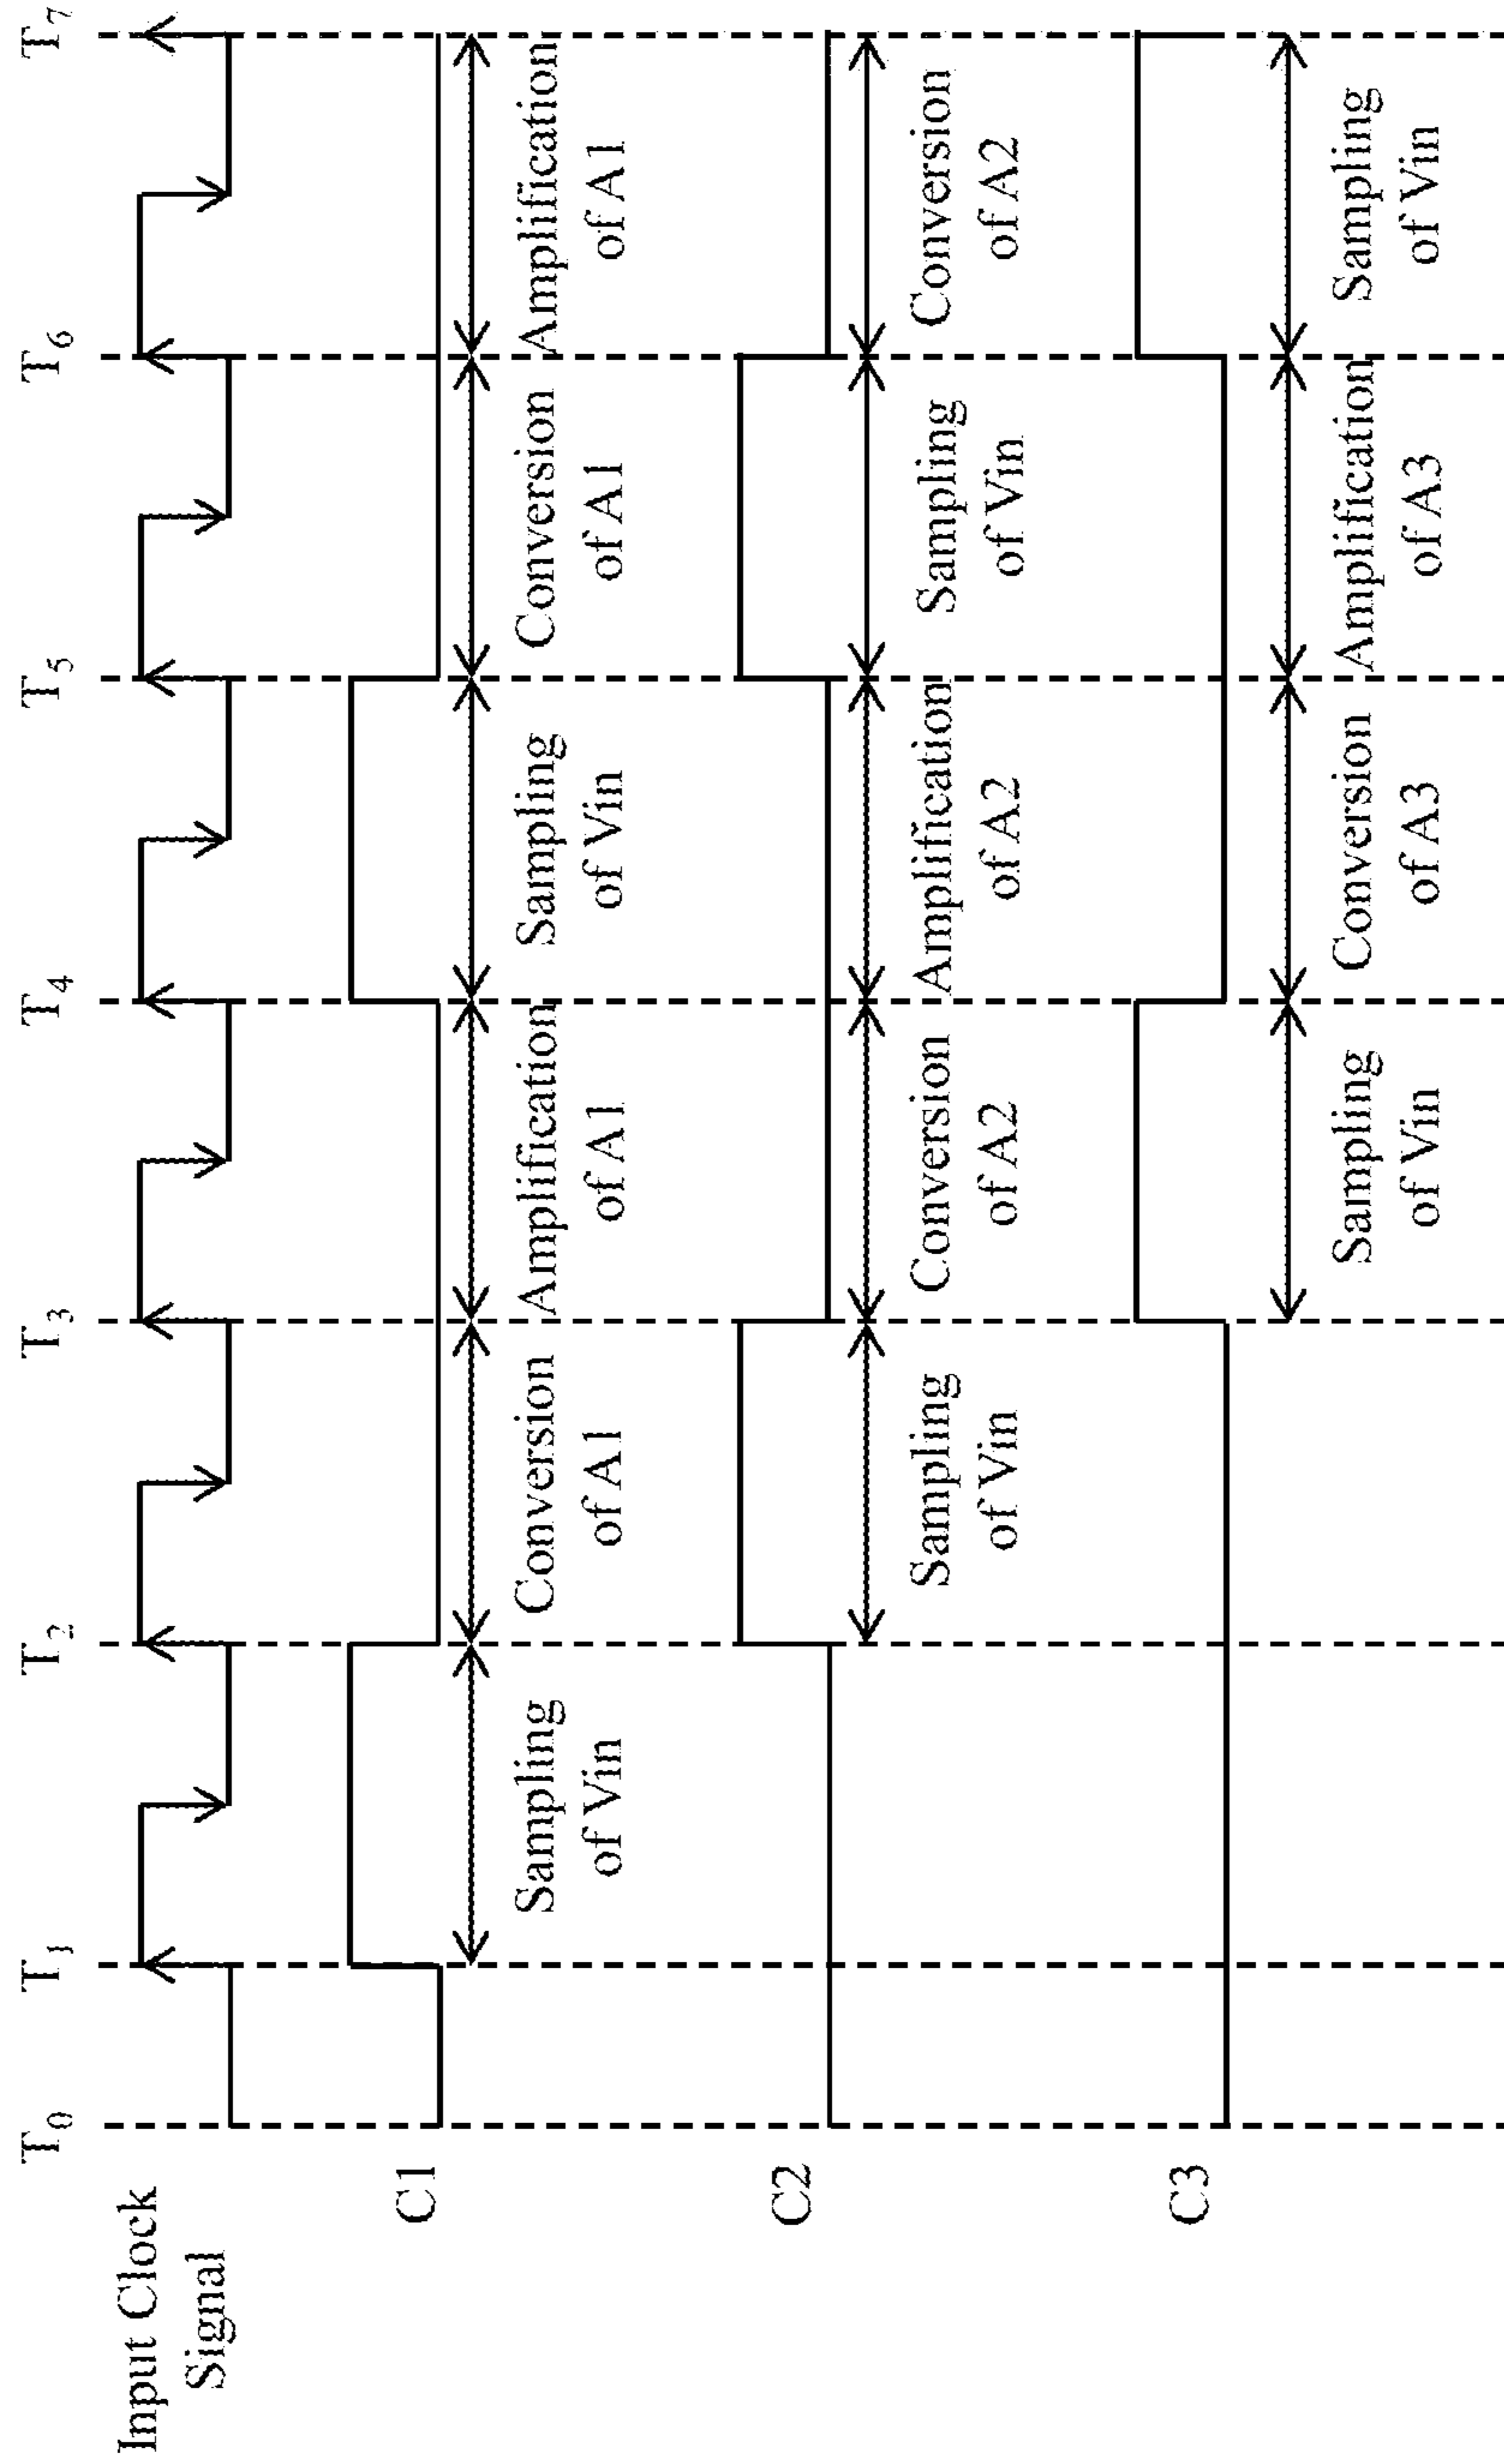 T0 T1 T2 T3 T4 T5 T6 T7
Input Clock
Signal
C1
Sampling
of Vin
Conversion
of A1
Amplification
of A1
Sampling
of Vin
Conversion
of A1
Amplification
of A1
C2
Sampling
of Vin
Conversion
of A2
Amplification
of A2
Sampling
of Vin
Conversion
of A2
C3
Sampling
of Vin
Conversion
of A3
Amplification
of A3
Sampling
of Vin